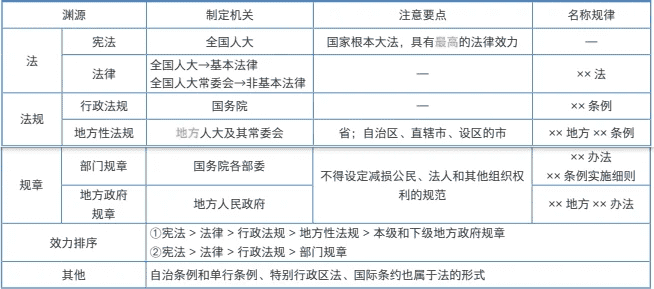 渊源 制定机关 注意要点 名称规律
法 宪法 全国人大 国家根本大法，具有最高的法律效力 —
法律 全国人大→基本法律
全国人大常委会→非基本法律 — ×× 法
法规 行政法规 国务院 — ×× 条例
地方性法规 地方人大及其常委会 省；自治区、直辖市、设区的市 ×× 地方 ×× 条例
规章 部门规章 国务院各部委 不得设定减损公民、法人和其他组织权
利的规范 ×× 办法
×× 条例实施细则
地方政府
规章 地方人民政府 ×× 地方 ×× 办法
效力排序 ①宪法 > 法律 > 行政法规 > 地方性法规 > 本级和下级地方政府规章
②宪法 > 法律 > 行政法规 > 部门规章
其他 自治条例和单行条例、特别行政区法、国际条约也属于法的形式